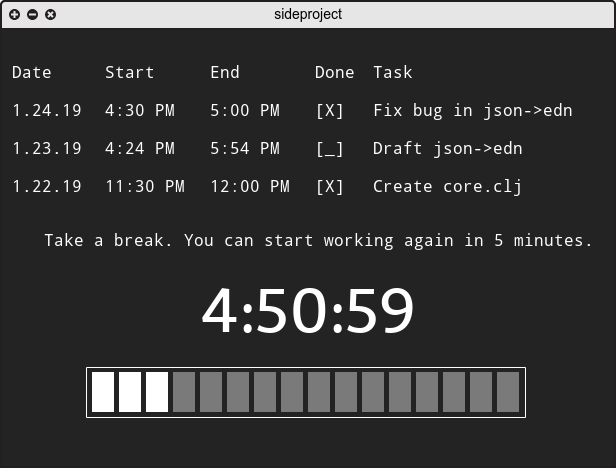 sideproject
Date Start End Done Task
1.24.19 4:30 PM 5:00 PM [X] Fix bug in json->edn
1.23.19 4:24 PM 5:54 PM [_] Draft json->edn
1.22.19 11:30 PM 12:00 PM [X] Create core.clj
Take a break. You can start working again in 5 minutes.
4:50:59